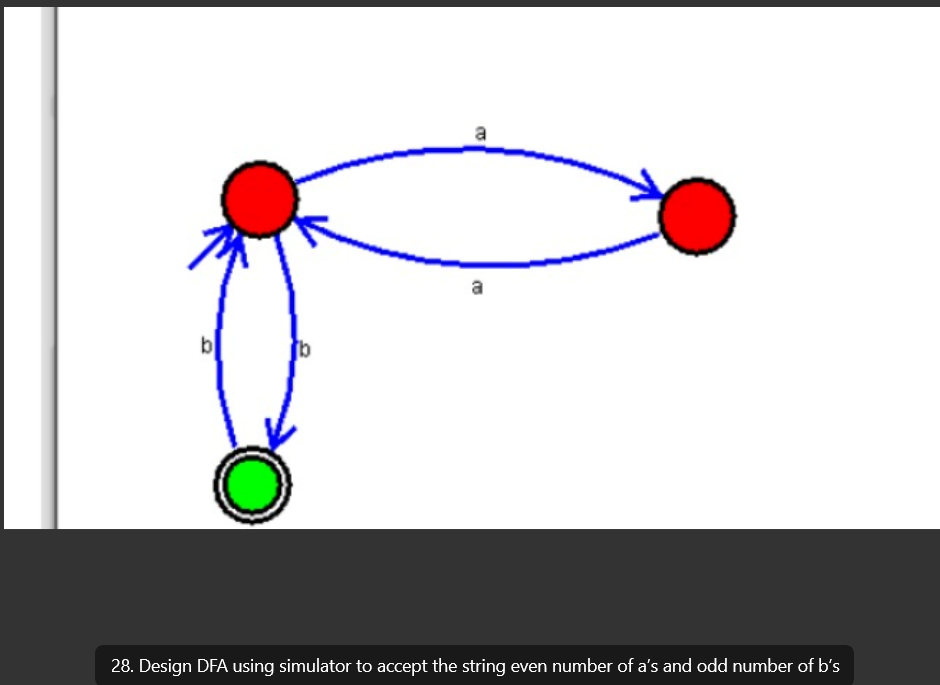 a
a
b
b
28. Design DFA using simulator to accept the string even number of a's and odd number of b's